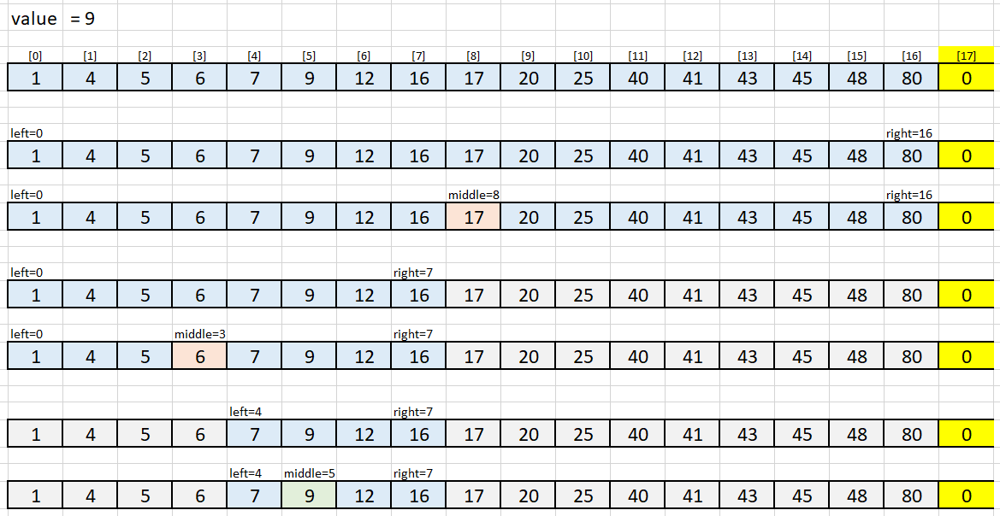 value = 9
[0] [1] [2] [3] [4] [5] [6] [7] [8] [9] [10] [11] [12] [13] [14] [15] [16] [17]
1 4 5 6 7 9 12 16 17 20 25 40 41 43 45 48 80 0
left=0 right=16
1 4 5 6 7 9 12 16 17 20 25 40 41 43 45 48 80 0
left=0 middle=8 right=16
1 4 5 6 7 9 12 16 17 20 25 40 41 43 45 48 80 0
left=0 right=7
1 4 5 6 7 9 12 16 17 20 25 40 41 43 45 48 80 0
left=0 middle=3 right=7
1 4 5 6 7 9 12 16 17 20 25 40 41 43 45 48 80 0
left=4 right=7
1 4 5 6 7 9 12 16 17 20 25 40 41 43 45 48 80 0
left=4 middle=5 right=7
1 4 5 6 7 9 12 16 17 20 25 40 41 43 45 48 80 0